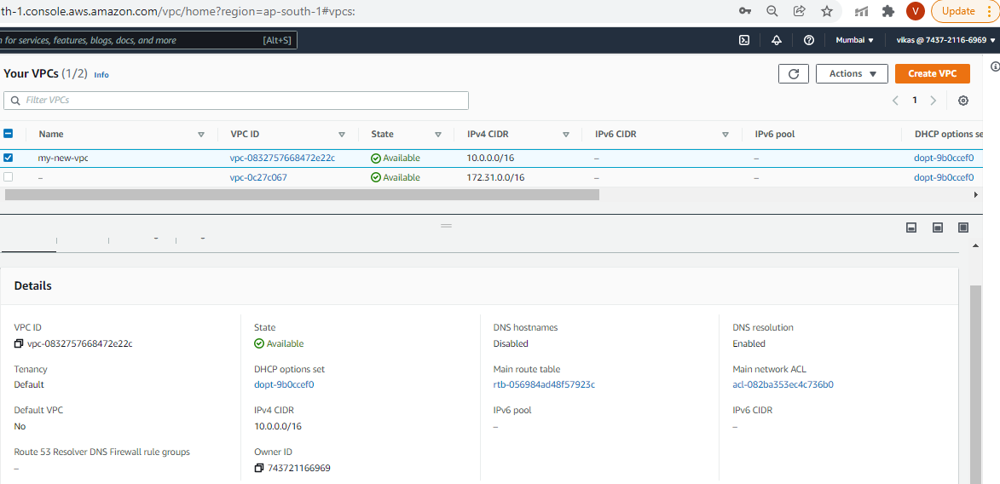 th-1.console.aws.amazon.com/vpc/home?region=ap-south-1#vpcs:
V Update
n for services, features, blogs, docs, and more [Alt+S] Mumbai vikas @ 7437-2116-6969
Your VPCs (1/2) Info Actions Create VPC
Filter VPCs 1
Name VPC ID State IPv4 CIDR IPv6 CIDR IPv6 pool DHCP options se
my-new-vpc vpc-0832757668472e22c Available 10.0.0.0/16 – – dopt-9b0ccef0
– vpc-0c27c067 Available 172.31.0.0/16 – – dopt-9b0ccef0
Details
VPC ID State DNS hostnames DNS resolution
vpc-0832757668472e22c Available Disabled Enabled
Tenancy DHCP options set Main route table Main network ACL
Default dopt-9b0ccef0 rtb-056984ad48f57923c acl-082ba353ec4c736b0
Default VPC IPv4 CIDR IPv6 pool IPv6 CIDR
No 10.0.0.0/16 – –
Route 53 Resolver DNS Firewall rule groups Owner ID
– 743721166969